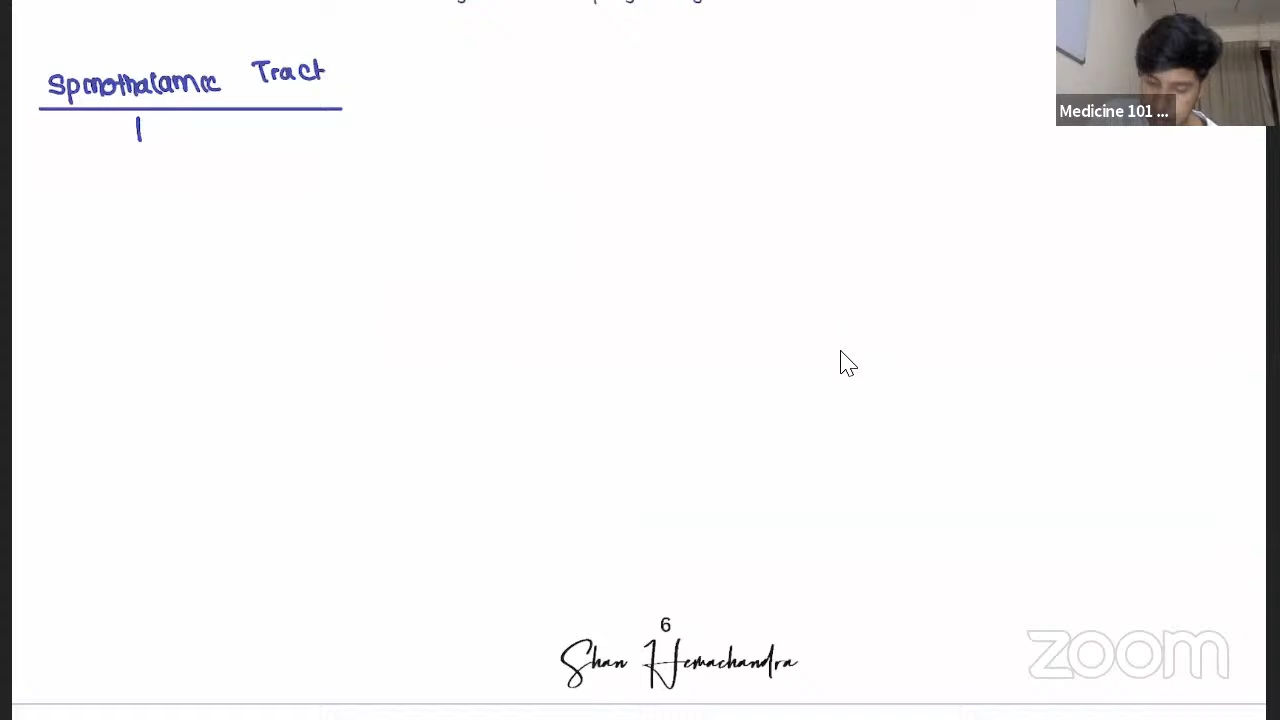 Spinothalamic Tract
Medicine 101 ...
6
Shan Hemachandra
zoom